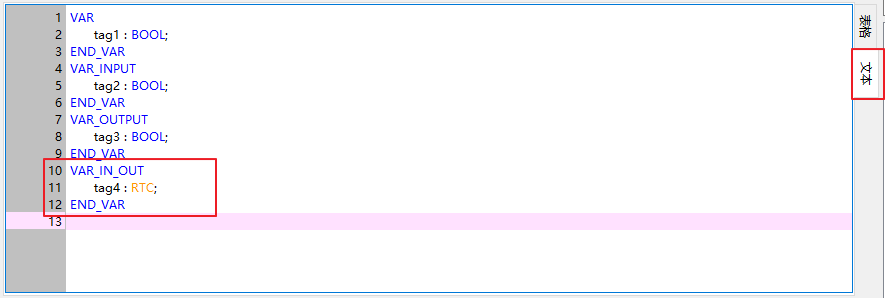 1 VAR
2 tag1 : BOOL;
3 END_VAR
4 VAR_INPUT
5 tag2 : BOOL;
6 END_VAR
7 VAR_OUTPUT
8 tag3 : BOOL;
9 END_VAR
10 VAR_IN_OUT
11 tag4 : RTC;
12 END_VAR
13
表格
文本